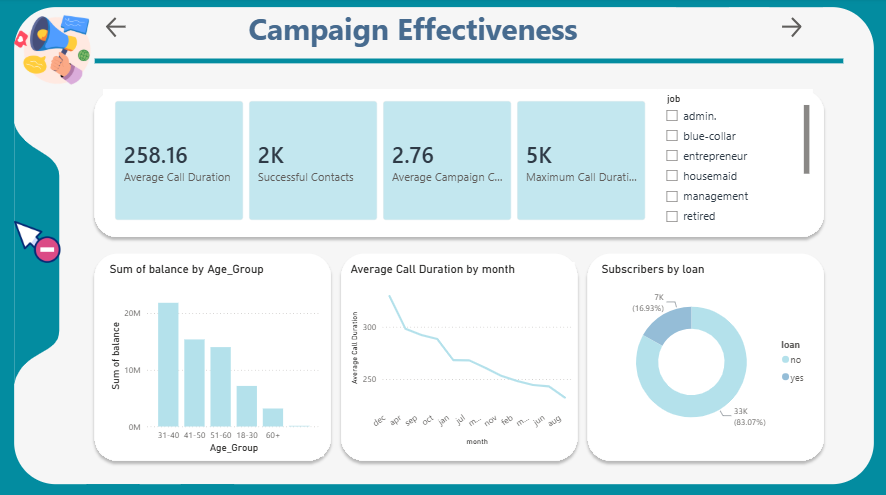 Campaign Effectiveness
258.16
Average Call Duration
2K
Successful Contacts
2.76
Average Campaign C...
5K
Maximum Call Durati...
job
admin.
blue-collar
entrepreneur
housemaid
management
retired
Sum of balance by Age_Group
Sum of balance
20M
10M
0M
31-40 41-50 51-60 18-30 60+
Age_Group
Average Call Duration by month
Average Call Duration
300
250
dec apr sep oct jan jul m... nov feb m... jun aug
month
Subscribers by loan
7K
(16.93%)
33K
(83.07%)
loan
no
yes